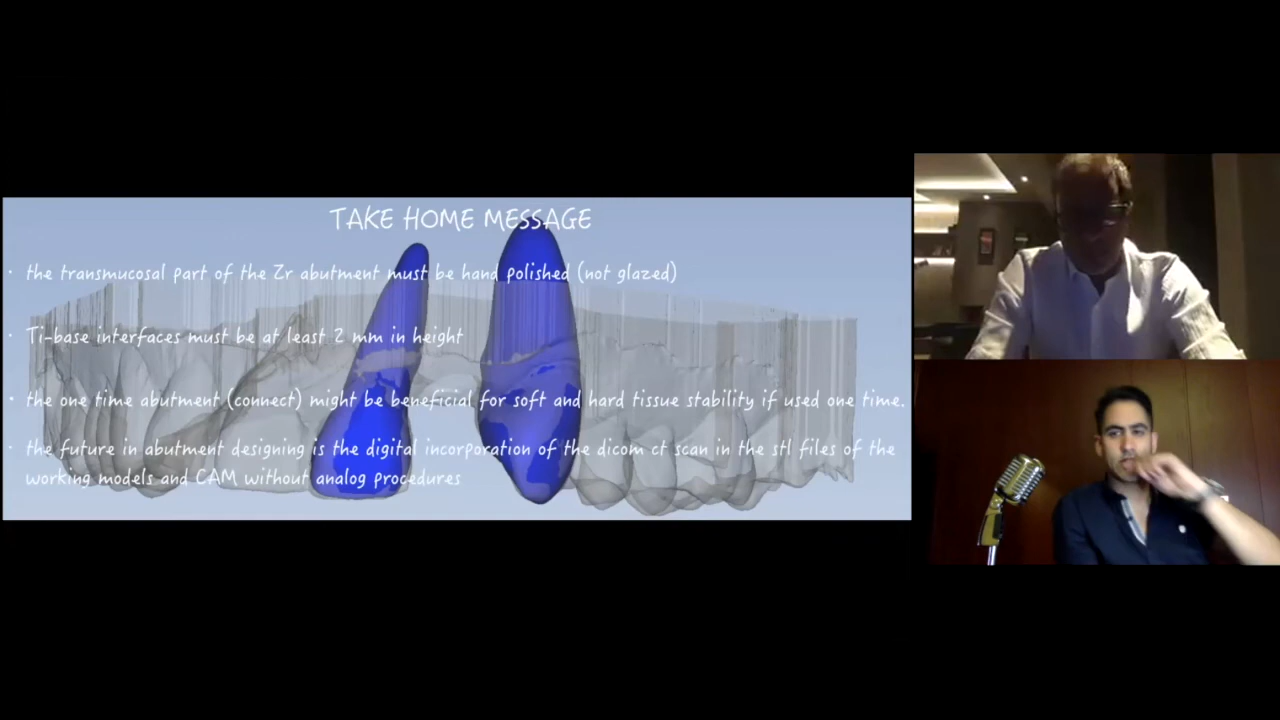 TAKE HOME MESSAGE
· the transmucosal part of the Zr abutment must be hand polished (not glazed)
· Ti-base interfaces must be at least 2 mm in height
· the one time abutment (connect) might be beneficial for soft and hard tissue stability if used one time.
· the future in abutment designing is the digital incorporation of the dicom ct scan in the stl files of the
working models and CAM without analog procedures